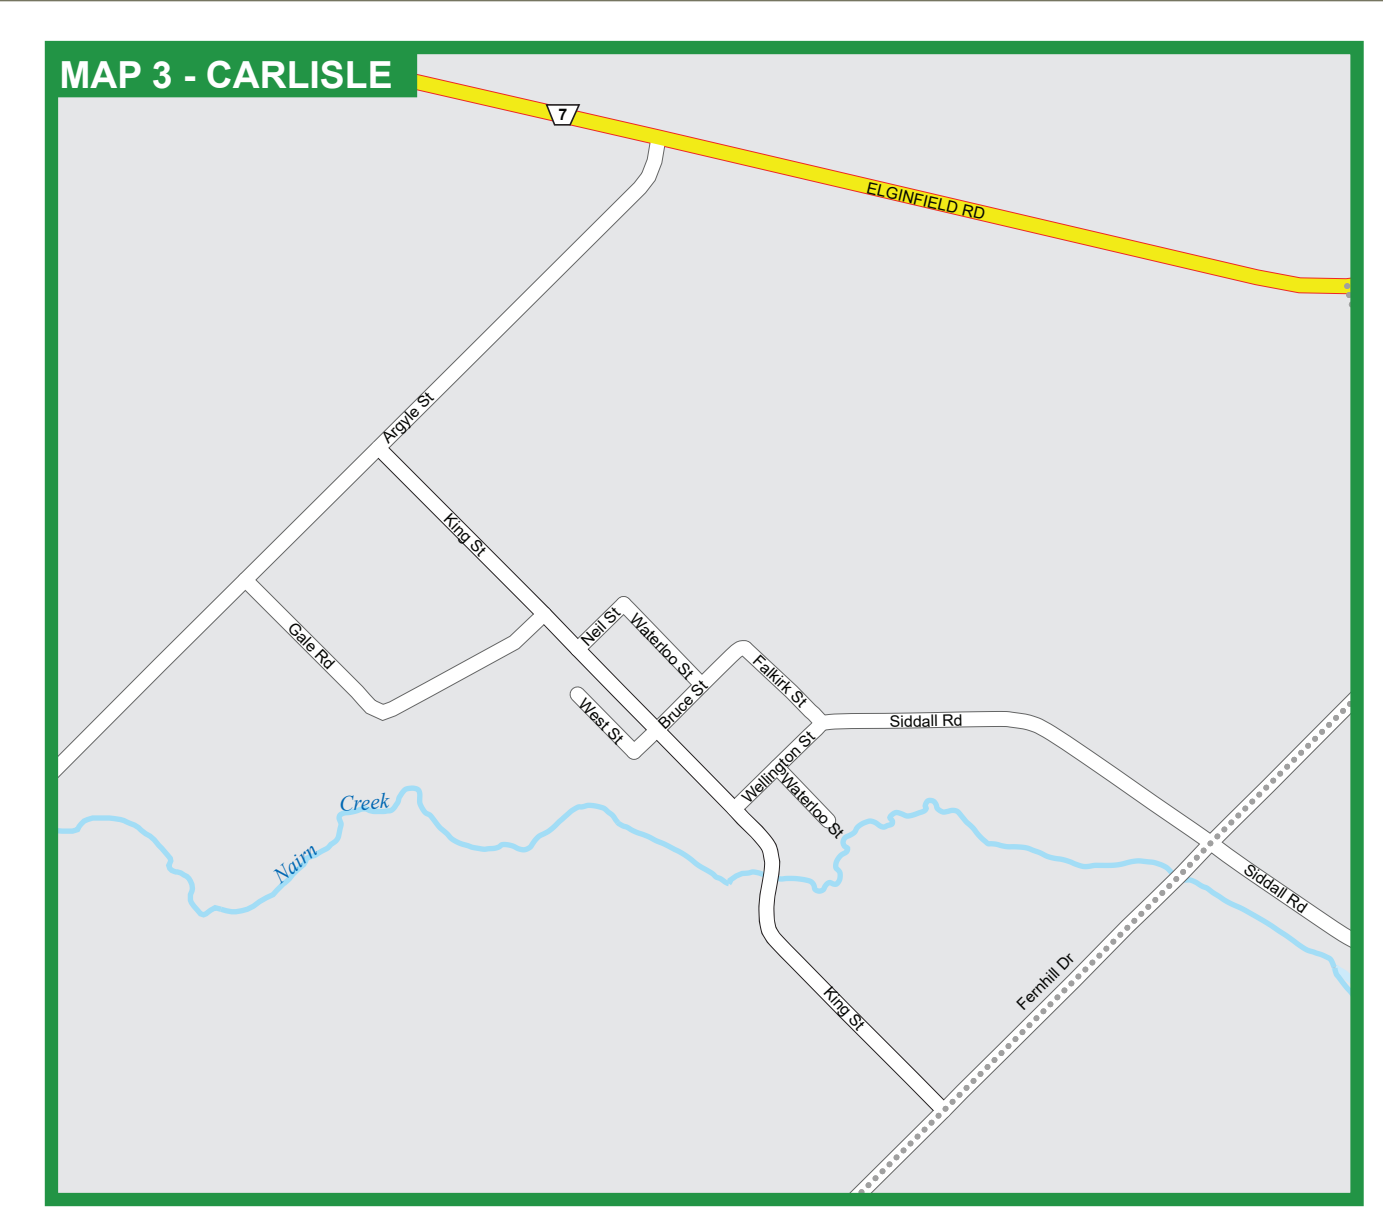 MAP 3 - CARLISLE
7
ELGINFIELD RD
Argyle St
King St
Neil St
Waterloo St
Gale Rd
Falkirk St
Bruce St
West St
Siddall Rd
Wellington St
Waterloo St
Creek
Nairn
Siddall Rd
Fernhill Dr
King St